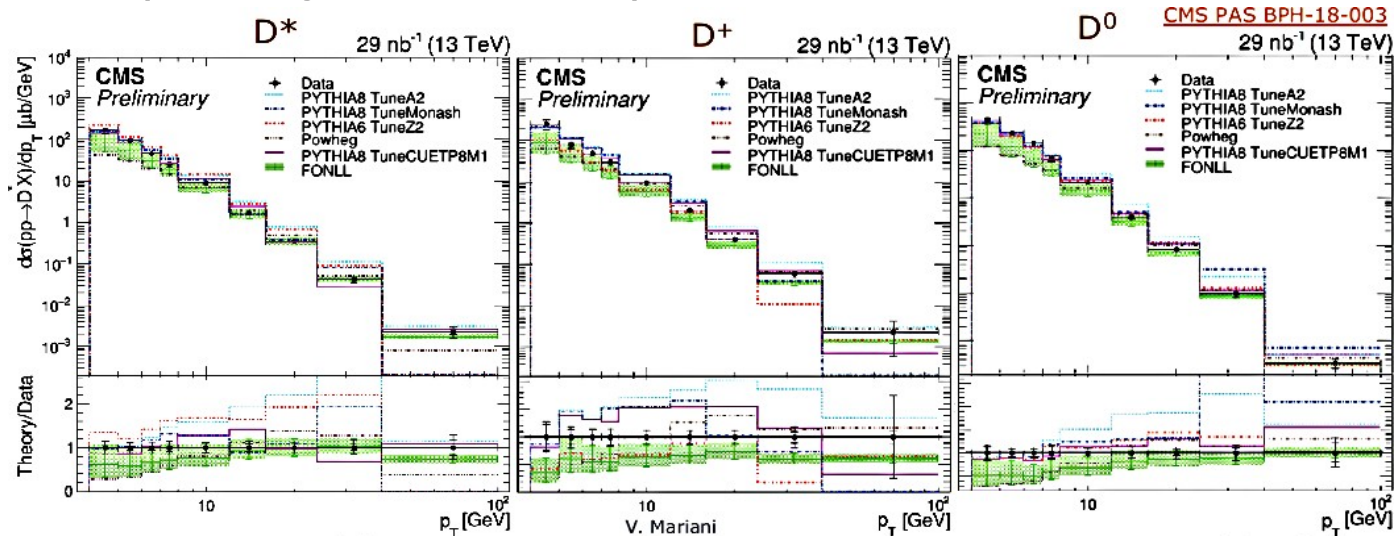 CMS PAS BPH-18-003
D*
29 nb⁻¹ (13 TeV)
CMS
Preliminary
Data
PYTHIA8 TuneA2
PYTHIA8 TuneMonash
PYTHIA6 TuneZ2
Powheg
PYTHIA8 TuneCUETP8M1
FONLL
dσ(pp→D*X)/dp_T [μb/GeV]
10⁴
10³
10²
10
1
10⁻¹
10⁻²
10⁻³
Theory/Data
2
1
0
10
10²
p_T [GeV]
D⁺
29 nb⁻¹ (13 TeV)
CMS
Preliminary
Data
PYTHIA8 TuneA2
PYTHIA8 TuneMonash
PYTHIA6 TuneZ2
Powheg
PYTHIA8 TuneCUETP8M1
FONLL
10
10²
p_T [GeV]
V. Mariani
D⁰
29 nb⁻¹ (13 TeV)
CMS
Preliminary
Data
PYTHIA8 TuneA2
PYTHIA8 TuneMonash
PYTHIA6 TuneZ2
Powheg
PYTHIA8 TuneCUETP8M1
FONLL
10
10²
p_T [GeV]